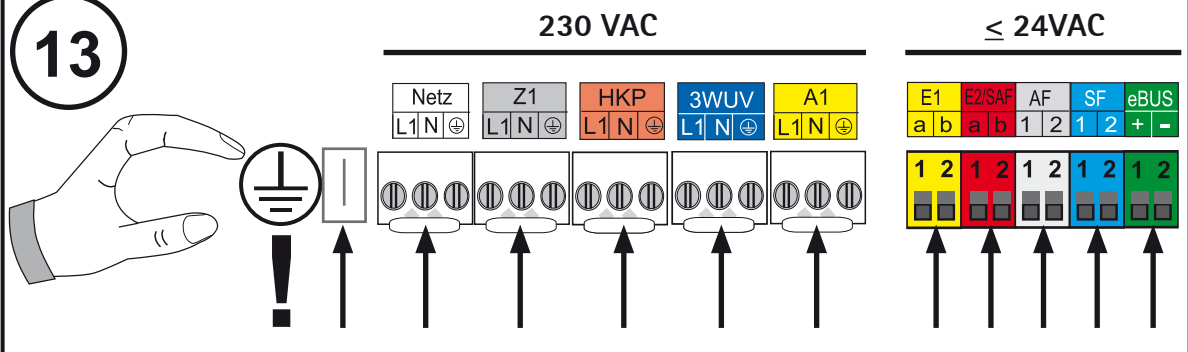 13
230 VAC
≤ 24VAC
Netz Z1 HKP 3WUV A1
L1 N L1 N L1 N L1 N L1 N
E1 E2/SAF AF SF eBUS
a b a b 1 2 1 2 + -
1 2 1 2 1 2 1 2 1 2
!